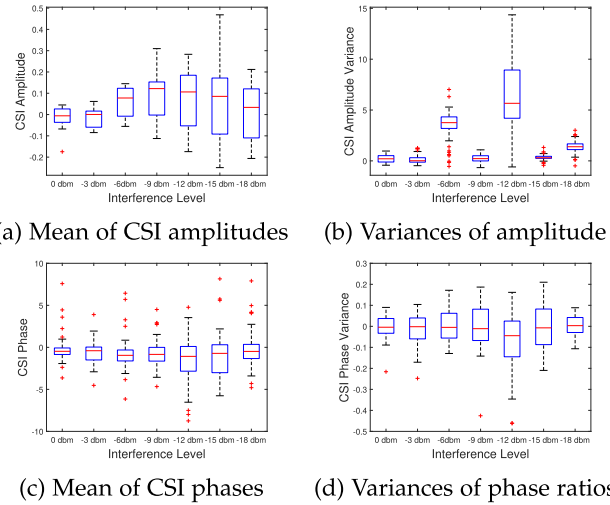 CSI Amplitude
0.5
0.4
0.3
0.2
0.1
0
-0.1
-0.2
0 dbm -3 dbm -6dbm -9 dbm -12 dbm -15 dbm -18 dbm
Interference Level
(a) Mean of CSI amplitudes
CSI Amplitude Variance
15
10
5
0
0 dbm -3 dbm -6dbm -9 dbm -12 dbm -15 dbm -18 dbm
Interference Level
(b) Variances of amplitude
CSI Phase
10
5
0
-5
-10
0 dbm -3 dbm -6dbm -9 dbm -12 dbm -15 dbm -18 dbm
Interference Level
(c) Mean of CSI phases
CSI Phase Variance
0.3
0.2
0.1
0
-0.1
-0.2
-0.3
-0.4
-0.5
0 dbm -3 dbm -6dbm -9 dbm -12 dbm -15 dbm -18 dbm
Interference Level
(d) Variances of phase ratios